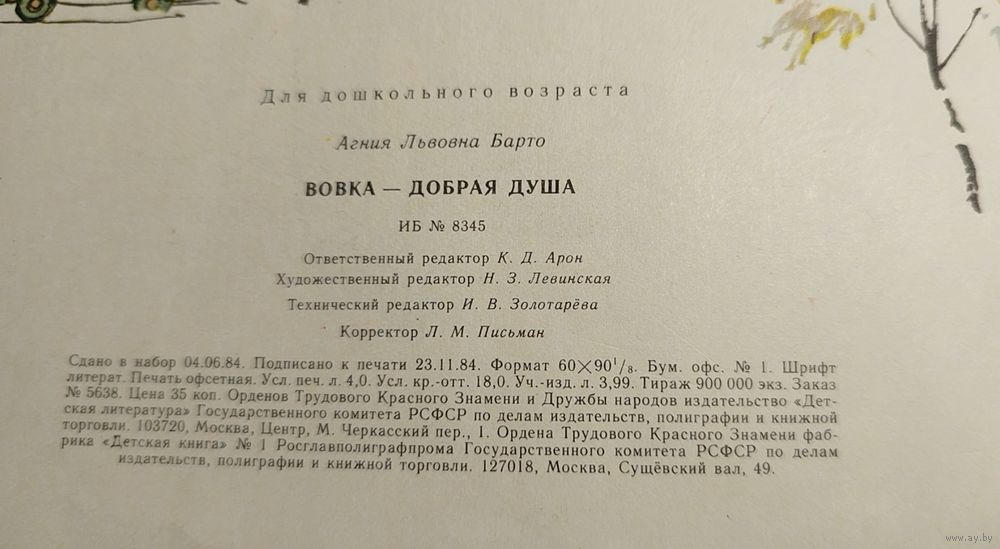 Для дошкольного возраста
Агния Львовна Барто
ВОВКА — ДОБРАЯ ДУША
ИБ № 8345
Ответственный редактор К. Д. Арон
Художественный редактор Н. З. Левинская
Технический редактор И. В. Золотарёва
Корректор Л. М. Письман
Сдано в набор 04.06.84. Подписано к печати 23.11.84. Формат 60×90¹/₈. Бум. офс. № 1. Шрифт
литерат. Печать офсетная. Усл. печ. л. 4,0. Усл. кр.-отт. 18,0. Уч.-изд. л. 3,99. Тираж 900 000 экз. Заказ
№ 5638. Цена 35 коп. Орденов Трудового Красного Знамени и Дружбы народов издательство «Дет-
ская литература» Государственного комитета РСФСР по делам издательств, полиграфии и книжной
торговли. 103720, Москва, Центр, М. Черкасский пер., 1. Ордена Трудового Красного Знамени фаб-
рика «Детская книга» № 1 Росглавполиграфпрома Государственного комитета РСФСР по делам
издательств, полиграфии и книжной торговли. 127018, Москва, Сущёвский вал, 49.
www.ay.by